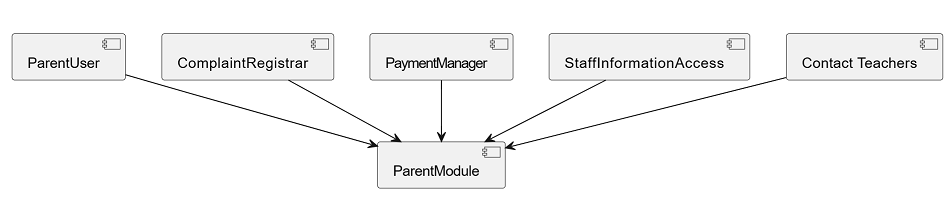 ParentUser
ComplaintRegistrar
PaymentManager
StaffInformationAccess
Contact Teachers
ParentModule